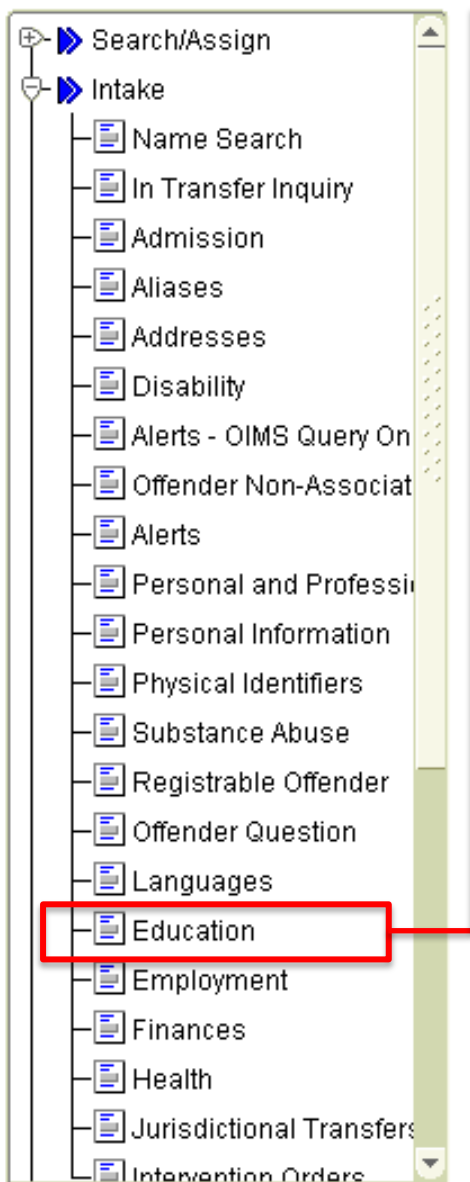 Search/Assign
Intake
Name Search
In Transfer Inquiry
Admission
Aliases
Addresses
Disability
Alerts - OIMS Query On
Offender Non-Associat
Alerts
Personal and Professi
Personal Information
Physical Identifiers
Substance Abuse
Registrable Offender
Offender Question
Languages
Education
Employment
Finances
Health
Jurisdictional Transfers
Intervention Orders